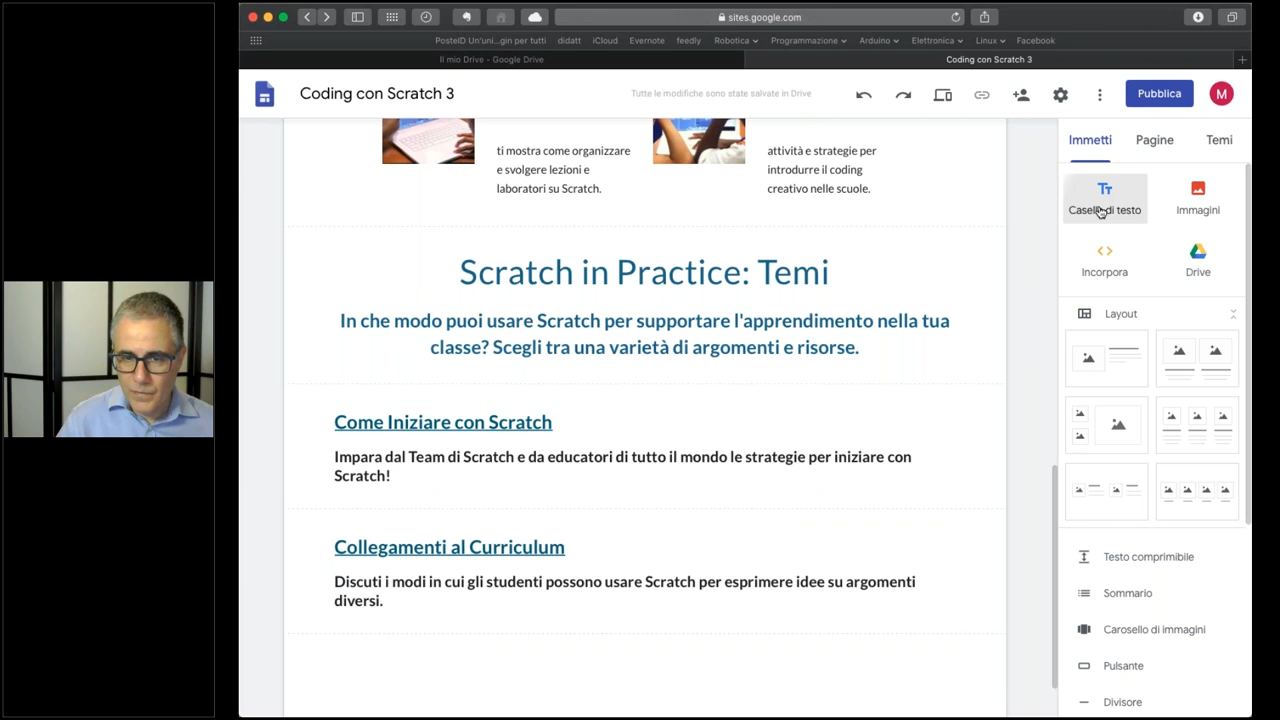 sites.google.com
PosteID Un'uni...gin per tutti didatt iCloud Evernote feedly Robotica Programmazione Arduino Elettronica Linux Facebook
Il mio Drive - Google Drive
Coding con Scratch 3
Coding con Scratch 3
Tutte le modifiche sono state salvate in Drive
Pubblica
M
ti mostra come organizzare
e svolgere lezioni e
laboratori su Scratch.
attività e strategie per
introdurre il coding
creativo nelle scuole.
Scratch in Practice: Temi
In che modo puoi usare Scratch per supportare l'apprendimento nella tua
classe? Scegli tra una varietà di argomenti e risorse.
Come Iniziare con Scratch
Impara dal Team di Scratch e da educatori di tutto il mondo le strategie per iniziare con
Scratch!
Collegamenti al Curriculum
Discuti i modi in cui gli studenti possono usare Scratch per esprimere idee su argomenti
diversi.
Immetti Pagine Temi
Tt
Casella di testo Immagini
Incorpora Drive
Layout
Testo comprimibile
Sommario
Carosello di immagini
Pulsante
Divisore